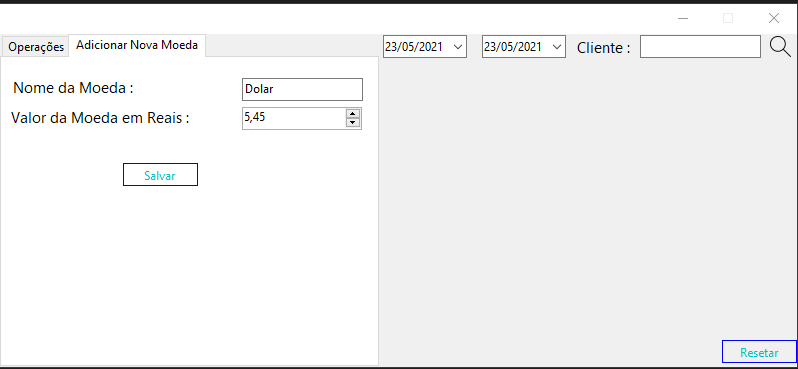 Operações Adicionar Nova Moeda 23/05/2021 23/05/2021 Cliente :
Nome da Moeda : Dolar
Valor da Moeda em Reais : 5,45
Salvar
Resetar